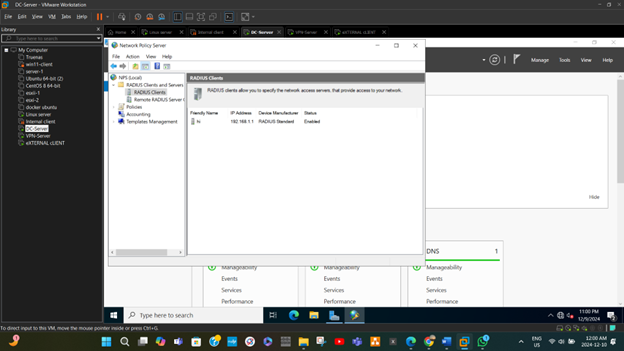 DC-Server - VMware Workstation
File Edit View VM Tabs Help
Library
Type here to search
My Computer
Tnxmac
win11-client
server-1
Ubuntu 64-bit (2)
CentOS 8 64-bit
esxi-1
esxi-2
docker ubuntu
Linux server
Internal client
DC-Server
VPN-Server
eXTERNAL cLIENT
Home
Linux server
Internal client
DC-Server
VPN-Server
eXTERNAL cLIENT
Network Policy Server
File Action View Help
NPS (Local)
RADIUS Clients and Servers
RADIUS Clients
Remote RADIUS Server
Policies
Accounting
Templates Management
RADIUS Clients
RADIUS clients allow you to specify the network access servers, that provide access to your network.
Friendly Name IP Address Device Manufacturer Status
hi 192.168.1.1 RADIUS Standard Enabled
Manage Tools View Help
Hide
DNS 1
Manageability Manageability Manageability
Events Events Events
Services Services Services
Performance Performance Performance
Type here to search
11:00 PM
12/9/2024
To direct input to this VM, move the mouse pointer inside or press Ctrl+G.
Search
ENG
US
12:00 AM
2024-12-10